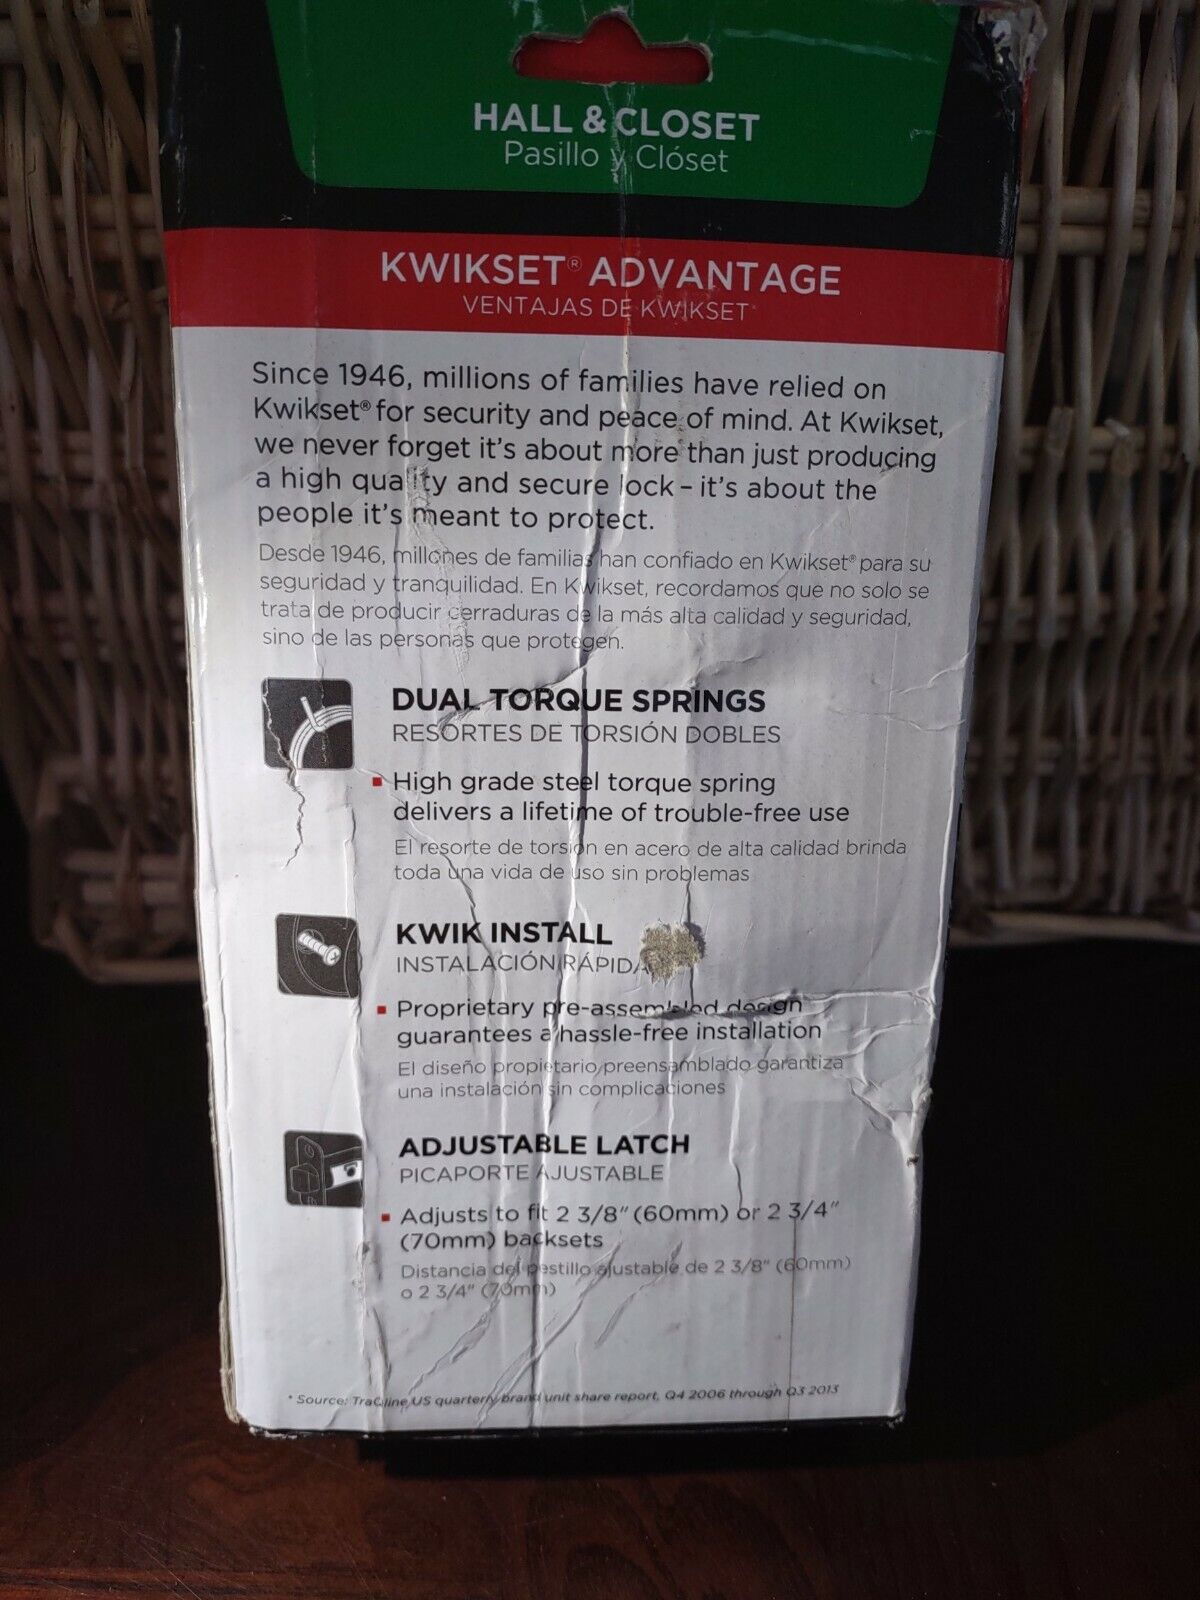 HALL & CLOSET
Pasillo y Clóset
KWIKSET® ADVANTAGE
VENTAJAS DE KWIKSET®
Since 1946, millions of families have relied on
Kwikset® for security and peace of mind. At Kwikset,
we never forget it's about more than just producing
a high quality and secure lock – it's about the
people it's meant to protect.
Desde 1946, millones de familias han confiado en Kwikset® para su
seguridad y tranquilidad. En Kwikset, recordamos que no solo se
trata de producir cerraduras de la más alta calidad y seguridad,
sino de las personas que protegen.
DUAL TORQUE SPRINGS
RESORTES DE TORSIÓN DOBLES
▪ High grade steel torque spring
delivers a lifetime of trouble-free use
El resorte de torsión en acero de alta calidad brinda
toda una vida de uso sin problemas
KWIK INSTALL
INSTALACIÓN RÁPIDA
▪ Proprietary pre-assembled design
guarantees a hassle-free installation
El diseño propietario preensamblado garantiza
una instalación sin complicaciones
ADJUSTABLE LATCH
PICAPORTE AJUSTABLE
▪ Adjusts to fit 2 3/8" (60mm) or 2 3/4"
(70mm) backsets
Distancia del pestillo ajustable de 2 3/8" (60mm)
o 2 3/4" (70mm)
* Source: TraQline US quarterly brand unit share report, Q4 2006 through Q3 2013